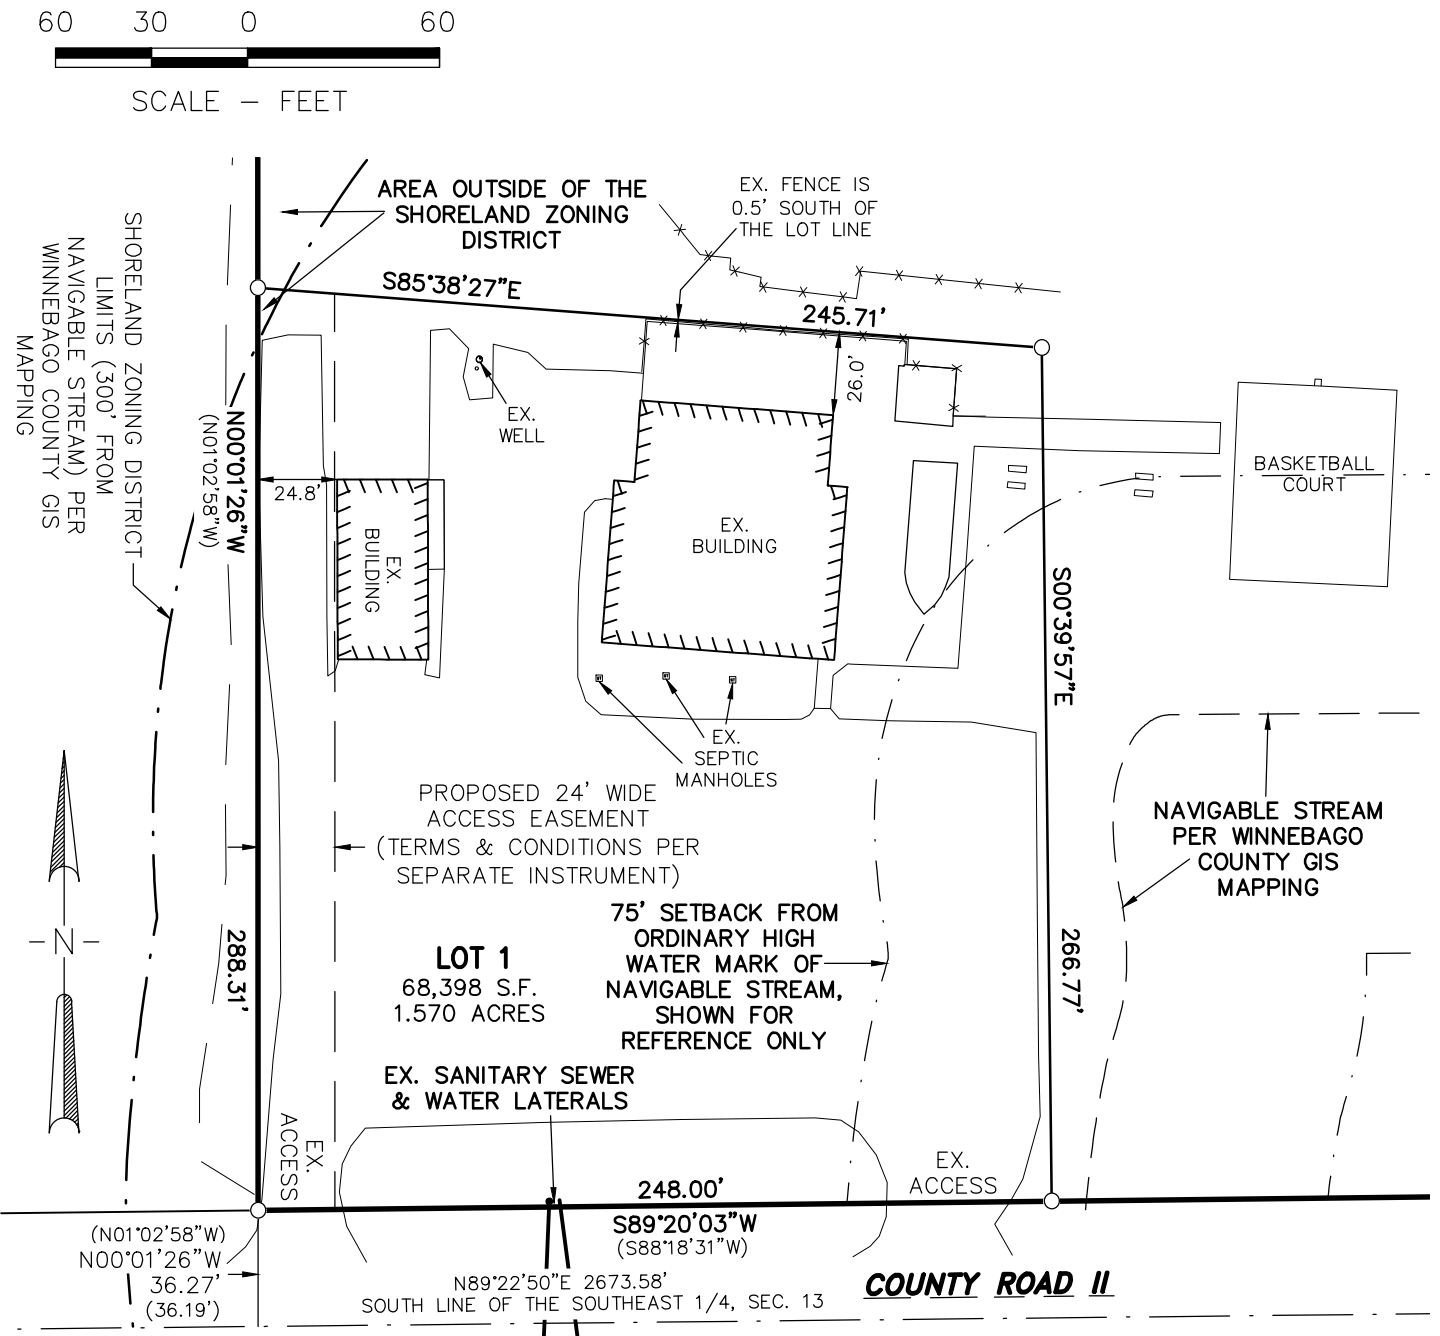 60 30 0 60
SCALE – FEET
AREA OUTSIDE OF THE
SHORELAND ZONING
DISTRICT
EX. FENCE IS
0.5' SOUTH OF
THE LOT LINE
SHORELAND ZONING DISTRICT
LIMITS (300' FROM
NAVIGABLE STREAM) PER
WINNEBAGO COUNTY GIS
MAPPING
S85°38'27"E
245.71'
26.0'
EX.
WELL
N00°01'26"W
(N01°02'58"W)
24.8'
EX.
BUILDING
EX.
BUILDING
BASKETBALL
COURT
S00°39'57"E
EX.
SEPTIC
MANHOLES
PROPOSED 24' WIDE
ACCESS EASEMENT
(TERMS & CONDITIONS PER
SEPARATE INSTRUMENT)
NAVIGABLE STREAM
PER WINNEBAGO
COUNTY GIS
MAPPING
75' SETBACK FROM
ORDINARY HIGH
WATER MARK OF
NAVIGABLE STREAM,
SHOWN FOR
REFERENCE ONLY
-N-
288.31'
LOT 1
68,398 S.F.
1.570 ACRES
266.77'
EX. SANITARY SEWER
& WATER LATERALS
EX.
ACCESS
EX.
ACCESS
248.00'
S89°20'03"W
(S88°18'31"W)
(N01°02'58"W)
N00°01'26"W
36.27'
(36.19')
N89°22'50"E 2673.58'
SOUTH LINE OF THE SOUTHEAST 1/4, SEC. 13
COUNTY ROAD II